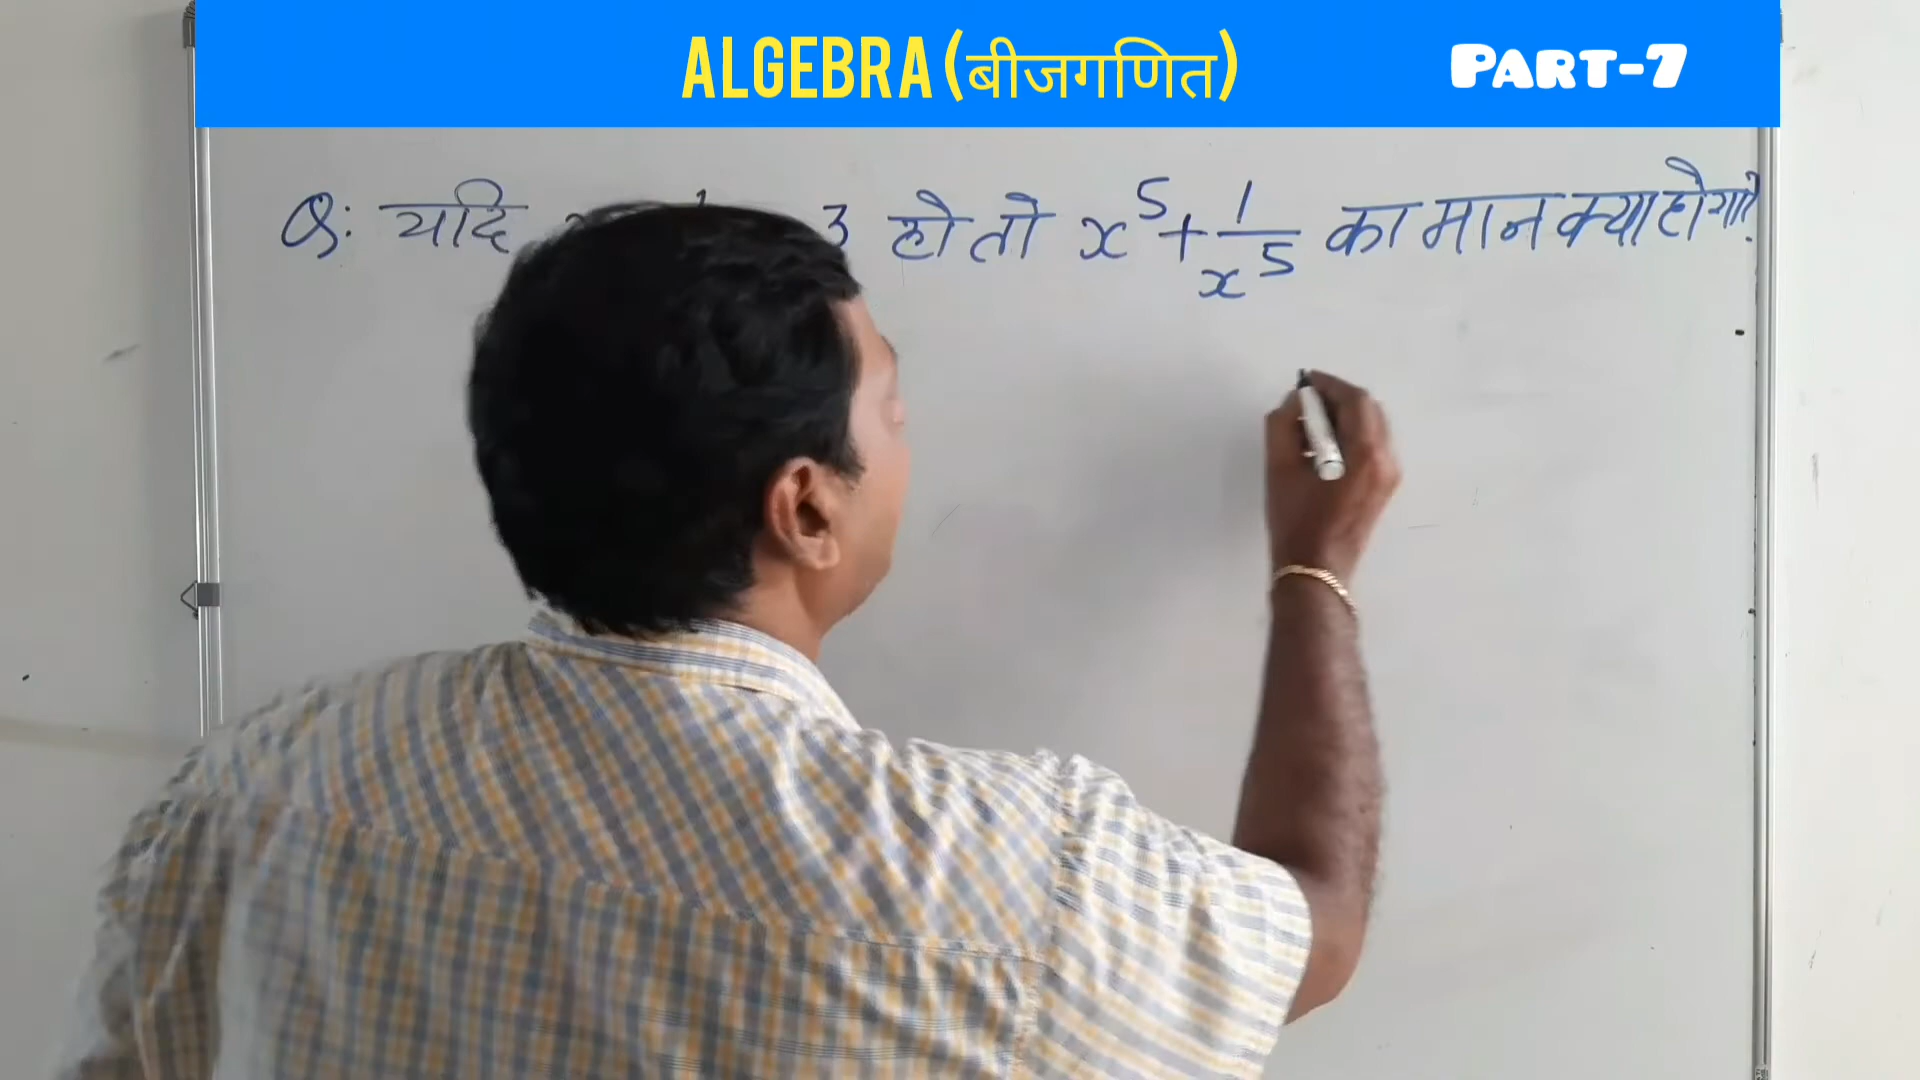 ALGEBRA (बीजगणित) PART-7
Q: यदि 3 हो तो x⁵ + 1/x⁵ का मान क्या होगा?